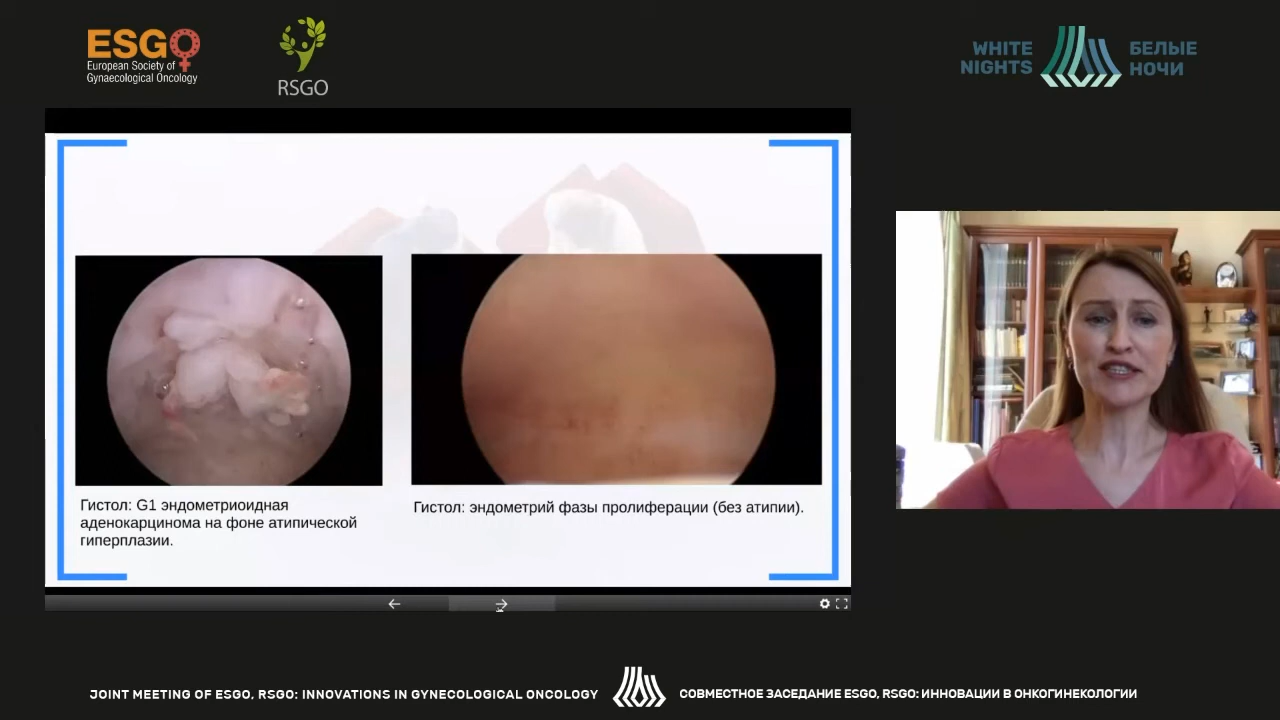 ESGO
European Society of
Gynaecological Oncology
RSGO
WHITE
NIGHTS
БЕЛЫЕ
НОЧИ
Гистол: G1 эндометриоидная
аденокарцинома на фоне атипической
гиперплазии.
Гистол: эндометрий фазы пролиферации (без атипии).
JOINT MEETING OF ESGO, RSGO: INNOVATIONS IN GYNECOLOGICAL ONCOLOGY
СОВМЕСТНОЕ ЗАСЕДАНИЕ ESGO, RSGO: ИННОВАЦИИ В ОНКОГИНЕКОЛОГИИ